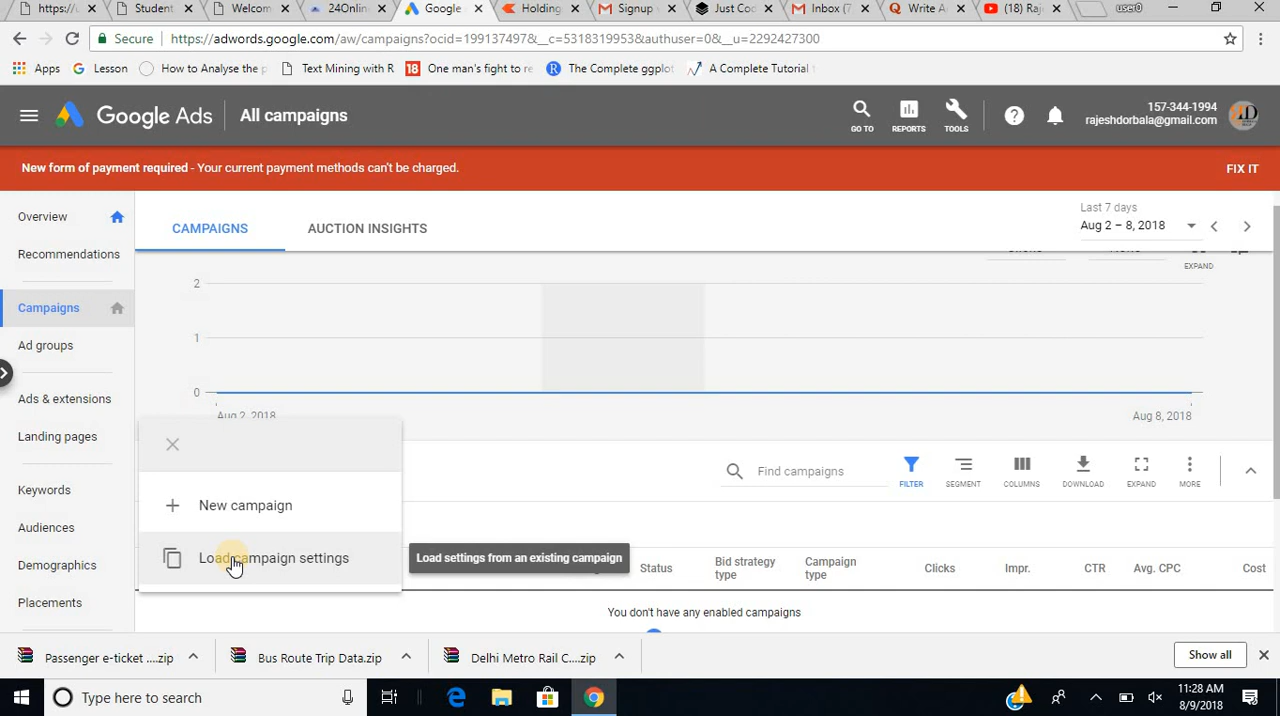 https://u
Student
Welcom
24Onlin
Google
Holding
Signup
Just Co
Inbox (7
Write A
(18) Raj
user0
Secure
https://adwords.google.com/aw/campaigns?ocid=199137497&__c=5318319953&authuser=0&__u=2292427300
Apps
Lesson
How to Analyse the p
Text Mining with R
18
One man's fight to re
The Complete ggplot
A Complete Tutorial t
Google Ads
All campaigns
GO TO
REPORTS
TOOLS
157-344-1994
rajeshdorbala@gmail.com
New form of payment required - Your current payment methods can't be charged.
FIX IT
Overview
Recommendations
Campaigns
Ad groups
Ads & extensions
Landing pages
Keywords
Audiences
Demographics
Placements
CAMPAIGNS
AUCTION INSIGHTS
Last 7 days
Aug 2 – 8, 2018
EXPAND
2
1
0
Aug 2, 2018
Aug 8, 2018
New campaign
Load campaign settings
Load settings from an existing campaign
Find campaigns
FILTER
SEGMENT
COLUMNS
DOWNLOAD
EXPAND
MORE
Status
Bid strategy type
Campaign type
Clicks
Impr.
CTR
Avg. CPC
Cost
You don't have any enabled campaigns
Passenger e-ticket ....zip
Bus Route Trip Data.zip
Delhi Metro Rail C....zip
Show all
Type here to search
11:28 AM
8/9/2018